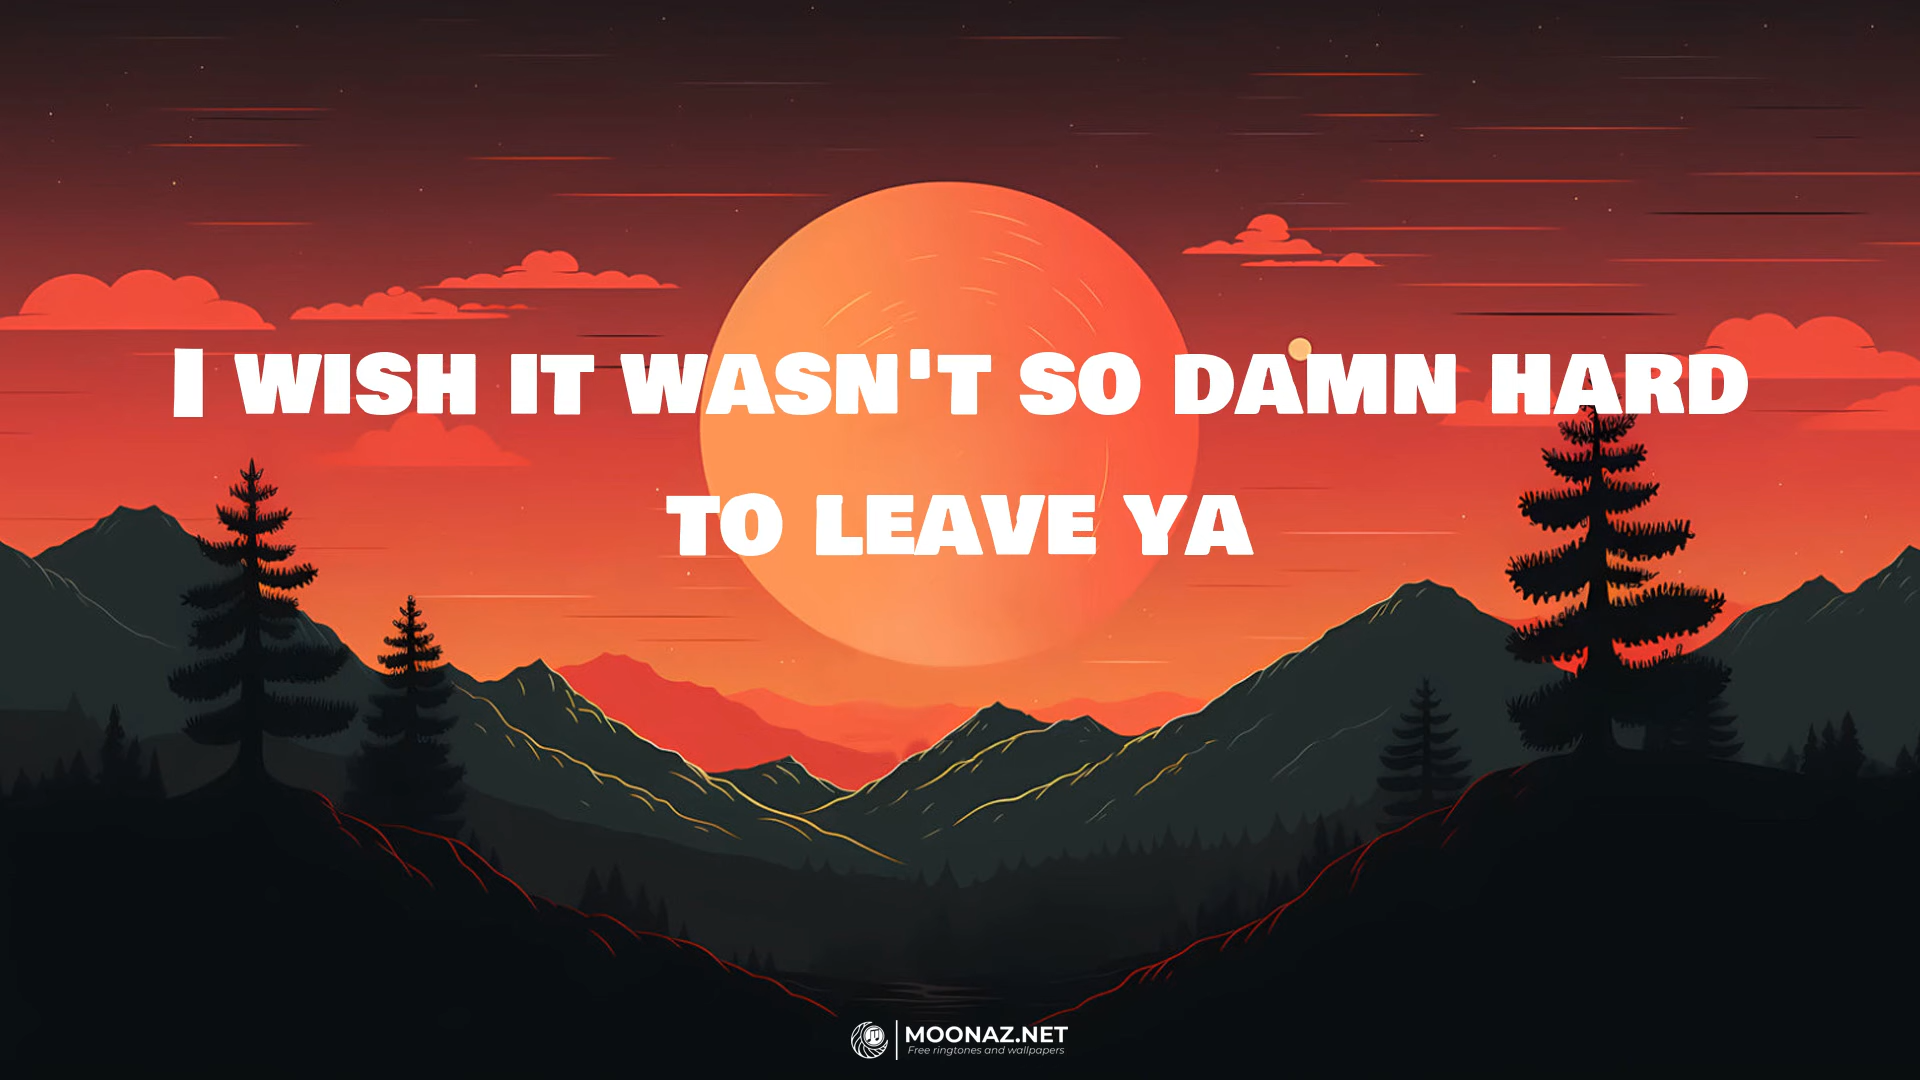 I WISH IT WASN'T SO DAMN HARD
TO LEAVE YA
MOONAZ.NET
Free ringtones and wallpapers